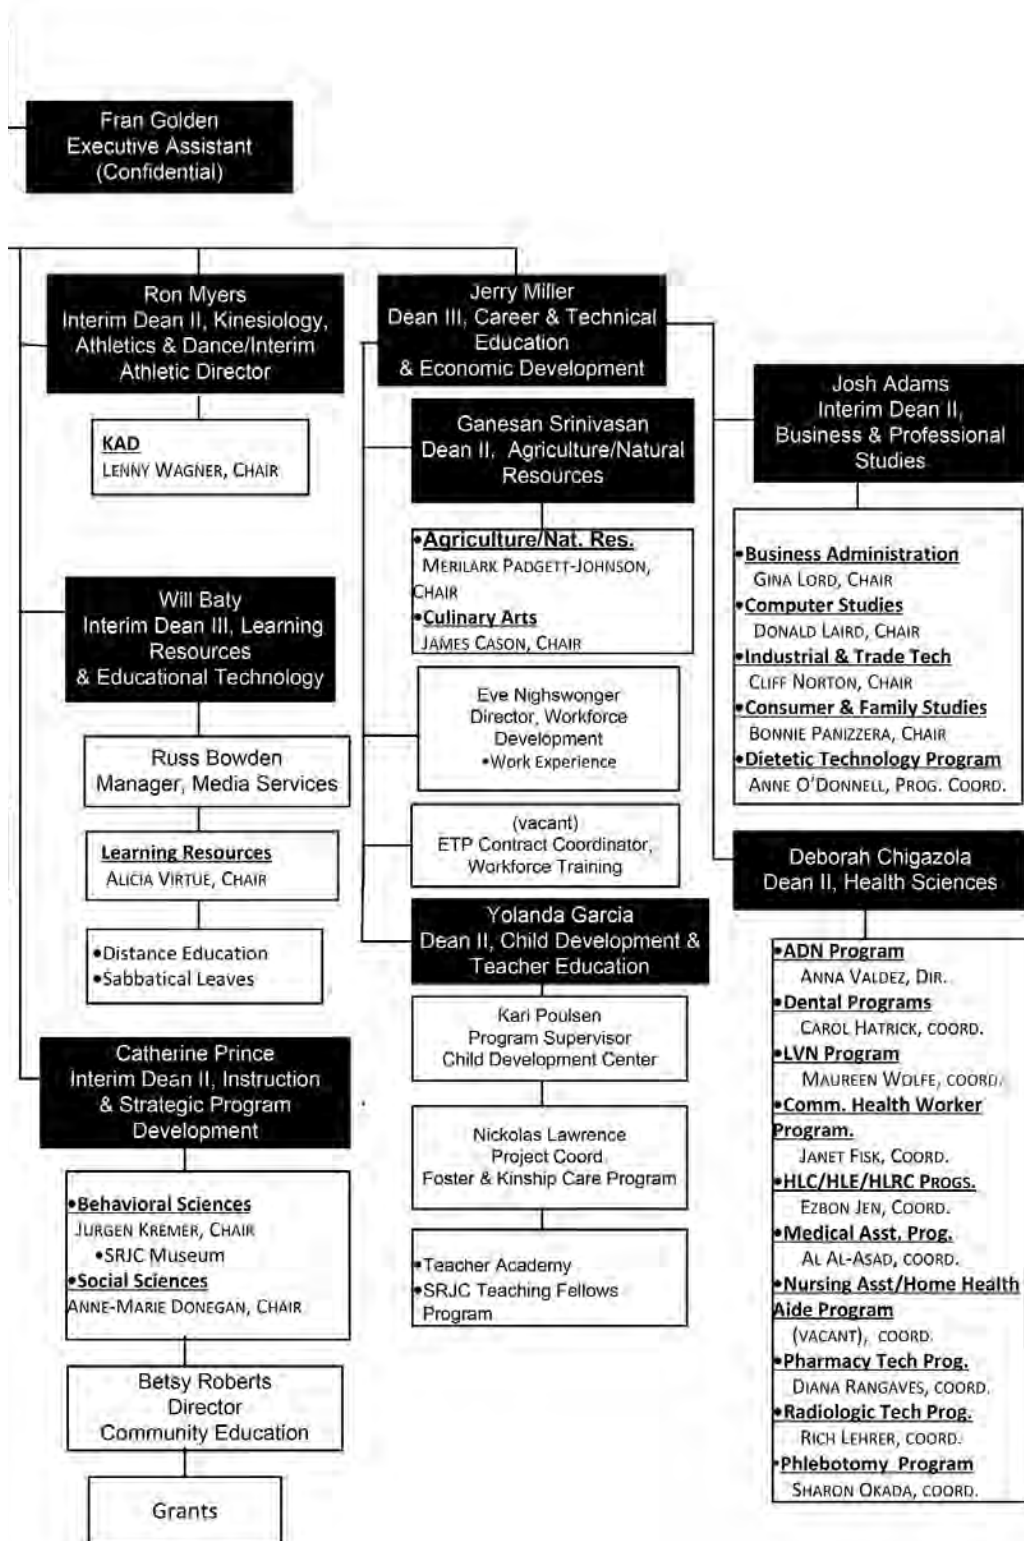 Fran Golden
Executive Assistant
(Confidential)
Ron Myers
Interim Dean II, Kinesiology,
Athletics & Dance/Interim
Athletic Director
KAD
LENNY WAGNER, CHAIR
Will Baty
Interim Dean III, Learning
Resources
& Educational Technology
Russ Bowden
Manager, Media Services
Learning Resources
ALICIA VIRTUE, CHAIR
•Distance Education
•Sabbatical Leaves
Catherine Prince
Interim Dean II, Instruction
& Strategic Program
Development
•Behavioral Sciences
JURGEN KREMER, CHAIR
•SRJC Museum
•Social Sciences
ANNE-MARIE DONEGAN, CHAIR
Betsy Roberts
Director
Community Education
Grants
Jerry Miller
Dean III, Career & Technical
Education
& Economic Development
Ganesan Srinivasan
Dean II, Agriculture/Natural
Resources
•Agriculture/Nat. Res.
MERILARK PADGETT-JOHNSON,
CHAIR
•Culinary Arts
JAMES CASON, CHAIR
Eve Nighswonger
Director, Workforce
Development
•Work Experience
(vacant)
ETP Contract Coordinator,
Workforce Training
Yolanda Garcia
Dean II, Child Development &
Teacher Education
Kari Poulsen
Program Supervisor
Child Development Center
Nickolas Lawrence
Project Coord.
Foster & Kinship Care Program
•Teacher Academy
•SRJC Teaching Fellows
Program
Josh Adams
Interim Dean II,
Business & Professional
Studies
•Business Administration
GINA LORD, CHAIR
•Computer Studies
DONALD LAIRD, CHAIR
•Industrial & Trade Tech
CLIFF NORTON, CHAIR
•Consumer & Family Studies
BONNIE PANIZZERA, CHAIR
•Dietetic Technology Program
ANNE O'DONNELL, PROG. COORD.
Deborah Chigazola
Dean II, Health Sciences
•ADN Program
ANNA VALDEZ, DIR.
•Dental Programs
CAROL HATRICK, COORD.
•LVN Program
MAUREEN WOLFE, COORD.
•Comm. Health Worker
Program.
JANET FISK, COORD.
•HLC/HLE/HLRC PROGS.
EZBON JEN, COORD.
•Medical Asst. Prog.
AL AL-ASAD, COORD.
•Nursing Asst/Home Health
Aide Program
(VACANT), COORD.
•Pharmacy Tech Prog.
DIANA RANGAVES, COORD.
•Radiologic Tech Prog.
RICH LEHRER, COORD.
•Phlebotomy Program
SHARON OKADA, COORD.